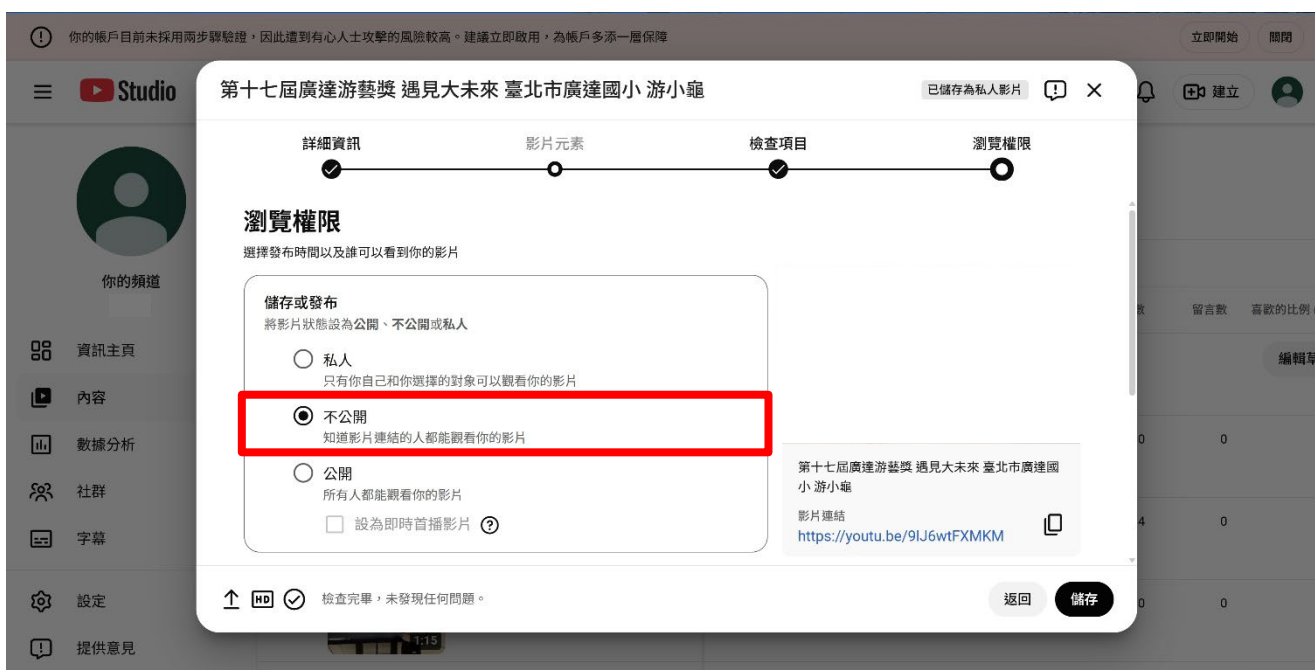 你的帳戶目前未採用兩步驟驗證，因此遭到有心人士攻擊的風險較高。建議立即啟用，為帳戶多添一層保障
立即開始
關閉
Studio
第十七屆廣達游藝獎 遇見大未來 臺北市廣達國小 游小龜
已儲存為私人影片
建立
詳細資訊
影片元素
檢查項目
瀏覽權限
瀏覽權限
選擇發布時間以及誰可以看到你的影片
你的頻道
儲存或發布
將影片狀態設為公開、不公開或私人
私人
只有你自己和你選擇的對象可以觀看你的影片
不公開
知道影片連結的人都能觀看你的影片
公開
所有人都能觀看你的影片
設為即時首播影片
第十七屆廣達游藝獎 遇見大未來 臺北市廣達國
小 游小龜
影片連結
https://youtu.be/9IJ6wtFXMKM
資訊主頁
內容
數據分析
社群
字幕
設定
提供意見
數
留言數
喜歡的比例
編輯草
0
0
4
0
0
0
檢查完畢，未發現任何問題。
返回
儲存
HD
1:15